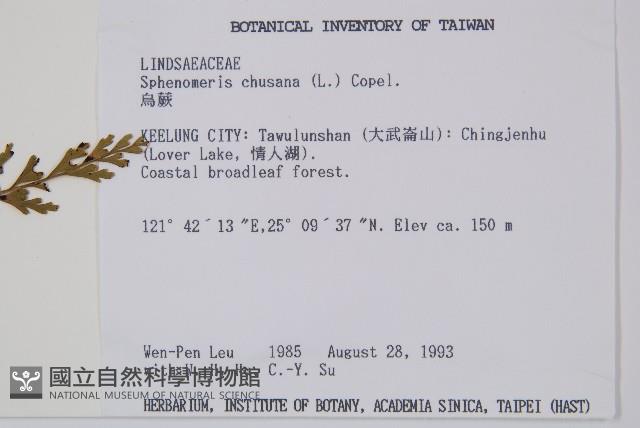 BOTANICAL INVENTORY OF TAIWAN
LINDSAEACEAE
Sphenomeris chusana (L.) Copel.
烏蕨
KEELUNG CITY: Tawulunshan (大武崙山): Chingjenhu
(Lover Lake, 情人湖).
Coastal broadleaf forest.
121° 42´13 ″E,25° 09´37 ″N. Elev ca. 150 m
Wen-Pen Leu 1985 August 28, 1993
with C.-Y. Su
國立自然科學博物館
NATIONAL MUSEUM OF NATURAL SCIENCE
HERBARIUM, INSTITUTE OF BOTANY, ACADEMIA SINICA, TAIPEI (HAST)